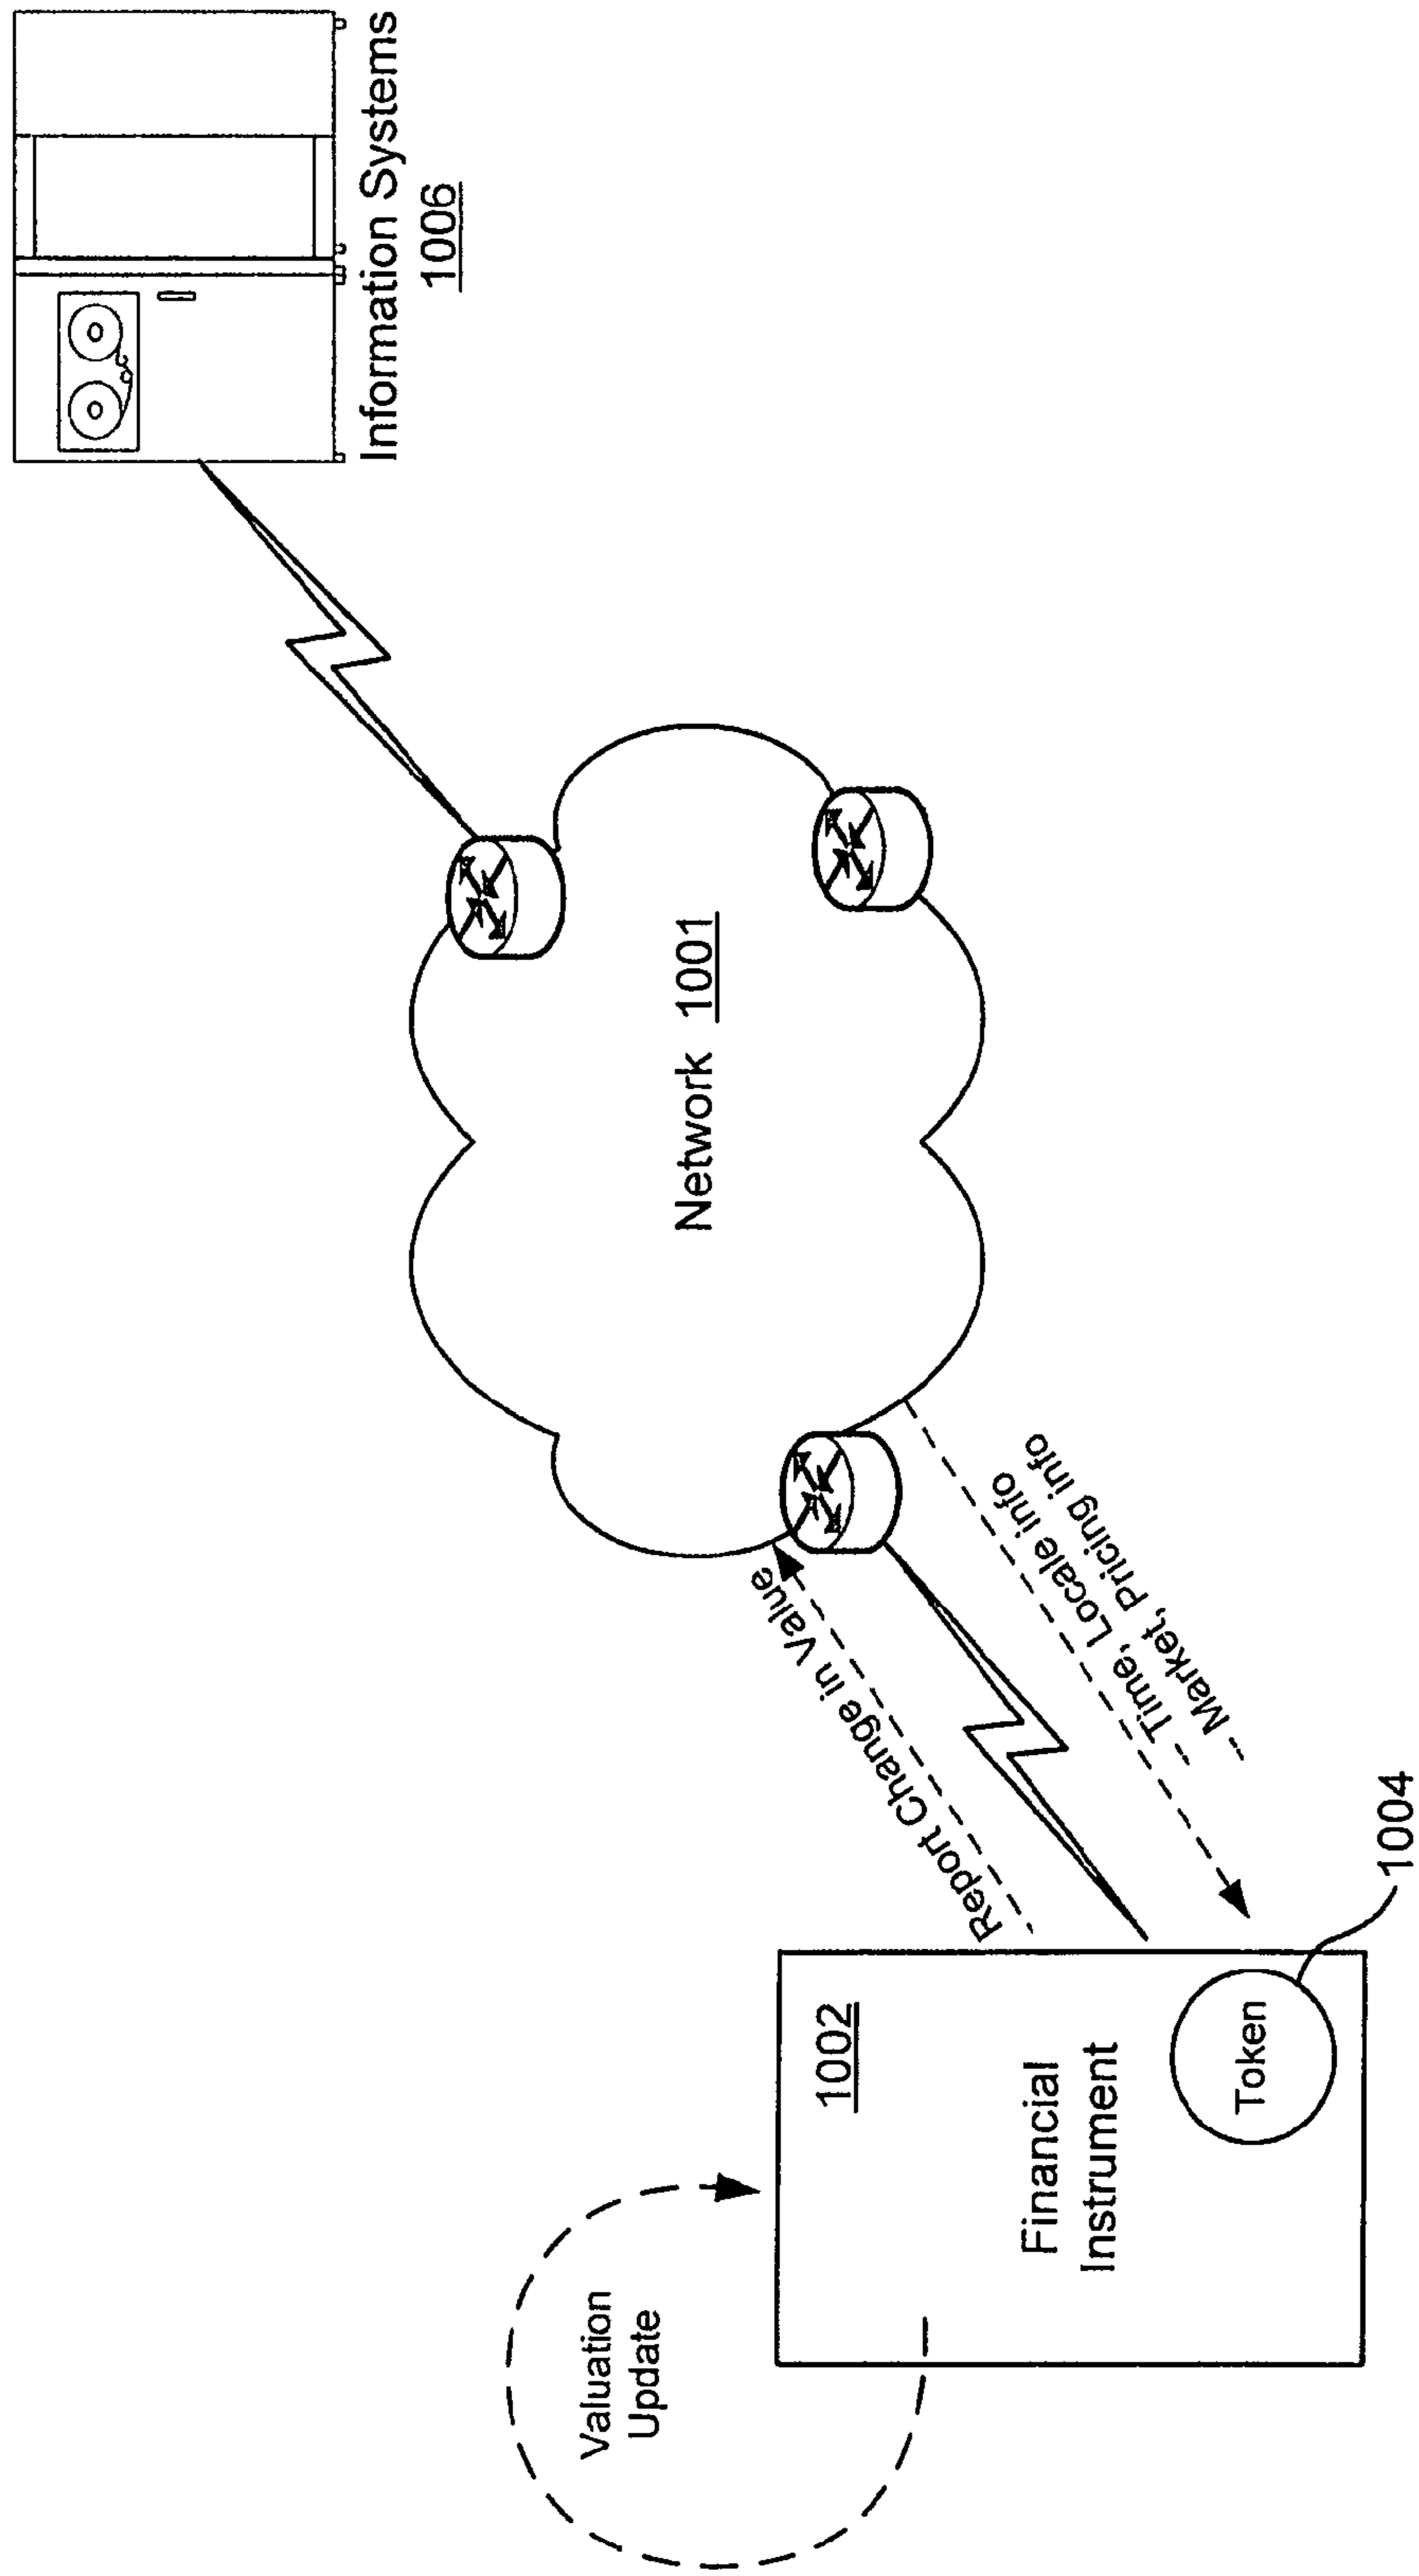 Information Systems
1006
Network 1001
Report Change in Value
-- Time, Locale info
-- Market, Pricing info
Valuation
Update
1002
Financial
Instrument
Token
1004